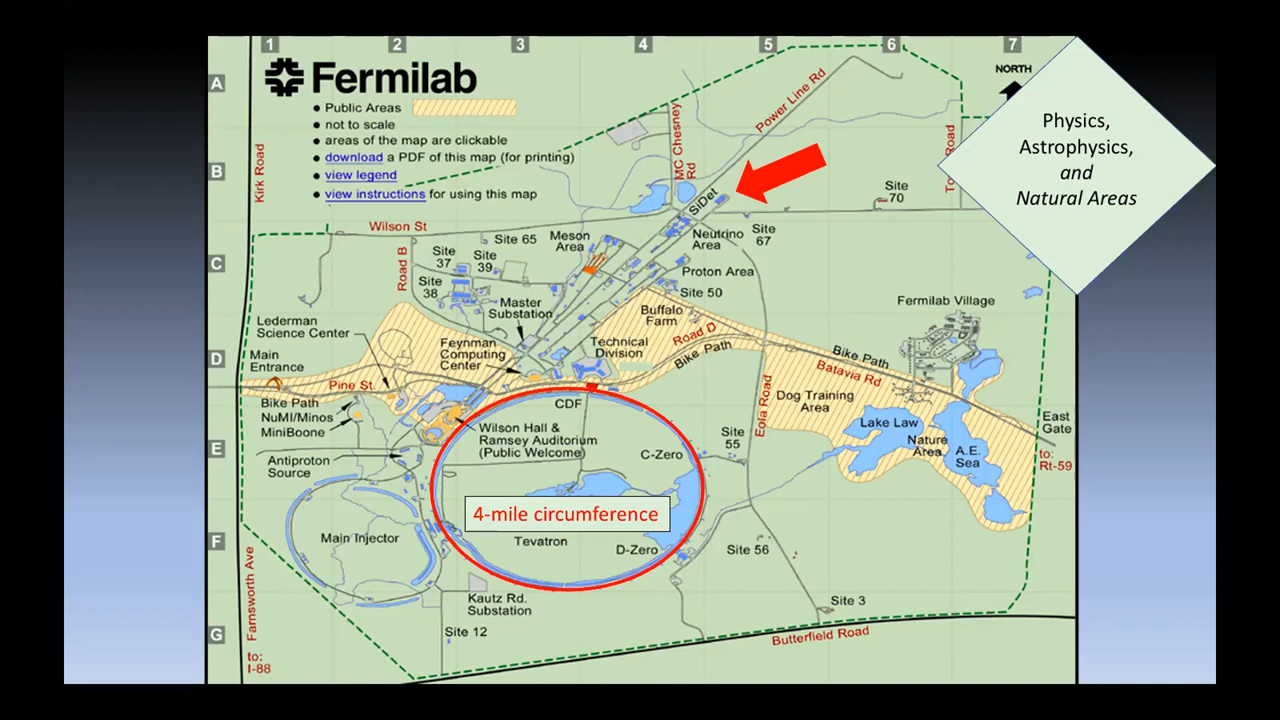 1 2 3 4 5 6 7
A
B
C
D
E
F
G
Fermilab
• Public Areas
• not to scale
• areas of the map are clickable
• download a PDF of this map (for printing)
• view legend
• view instructions for using this map
NORTH
Physics,
Astrophysics,
and
Natural Areas
Kirk Road
MC Chesney
Rd
Power Line Rd
Road
SiDet
Site
70
Wilson St
Site 65
Meson
Area
Neutrino
Area
Site
67
Road B
Site
37
Site
39
Site
38
Proton Area
Site 50
Master
Substation
Buffalo
Farm
Fermilab Village
Lederman
Science Center
Feynman
Computing
Center
Technical
Division
Road D
Bike Path
Bike Path
Batavia Rd
Main
Entrance
Pine St.
Bike Path
NuMI/Minos
MiniBoone
CDF
Eola Road
Dog Training
Area
Wilson Hall &
Ramsey Auditorium
(Public Welcome)
Lake Law
Nature
Area
A.E.
Sea
East
Gate
to:
Rt-59
Site
55
C-Zero
Antiproton
Source
4-mile circumference
Main Injector
Tevatron
D-Zero
Site 56
Farnsworth Ave
to:
I-88
Kautz Rd.
Substation
Site 3
Site 12
Butterfield Road